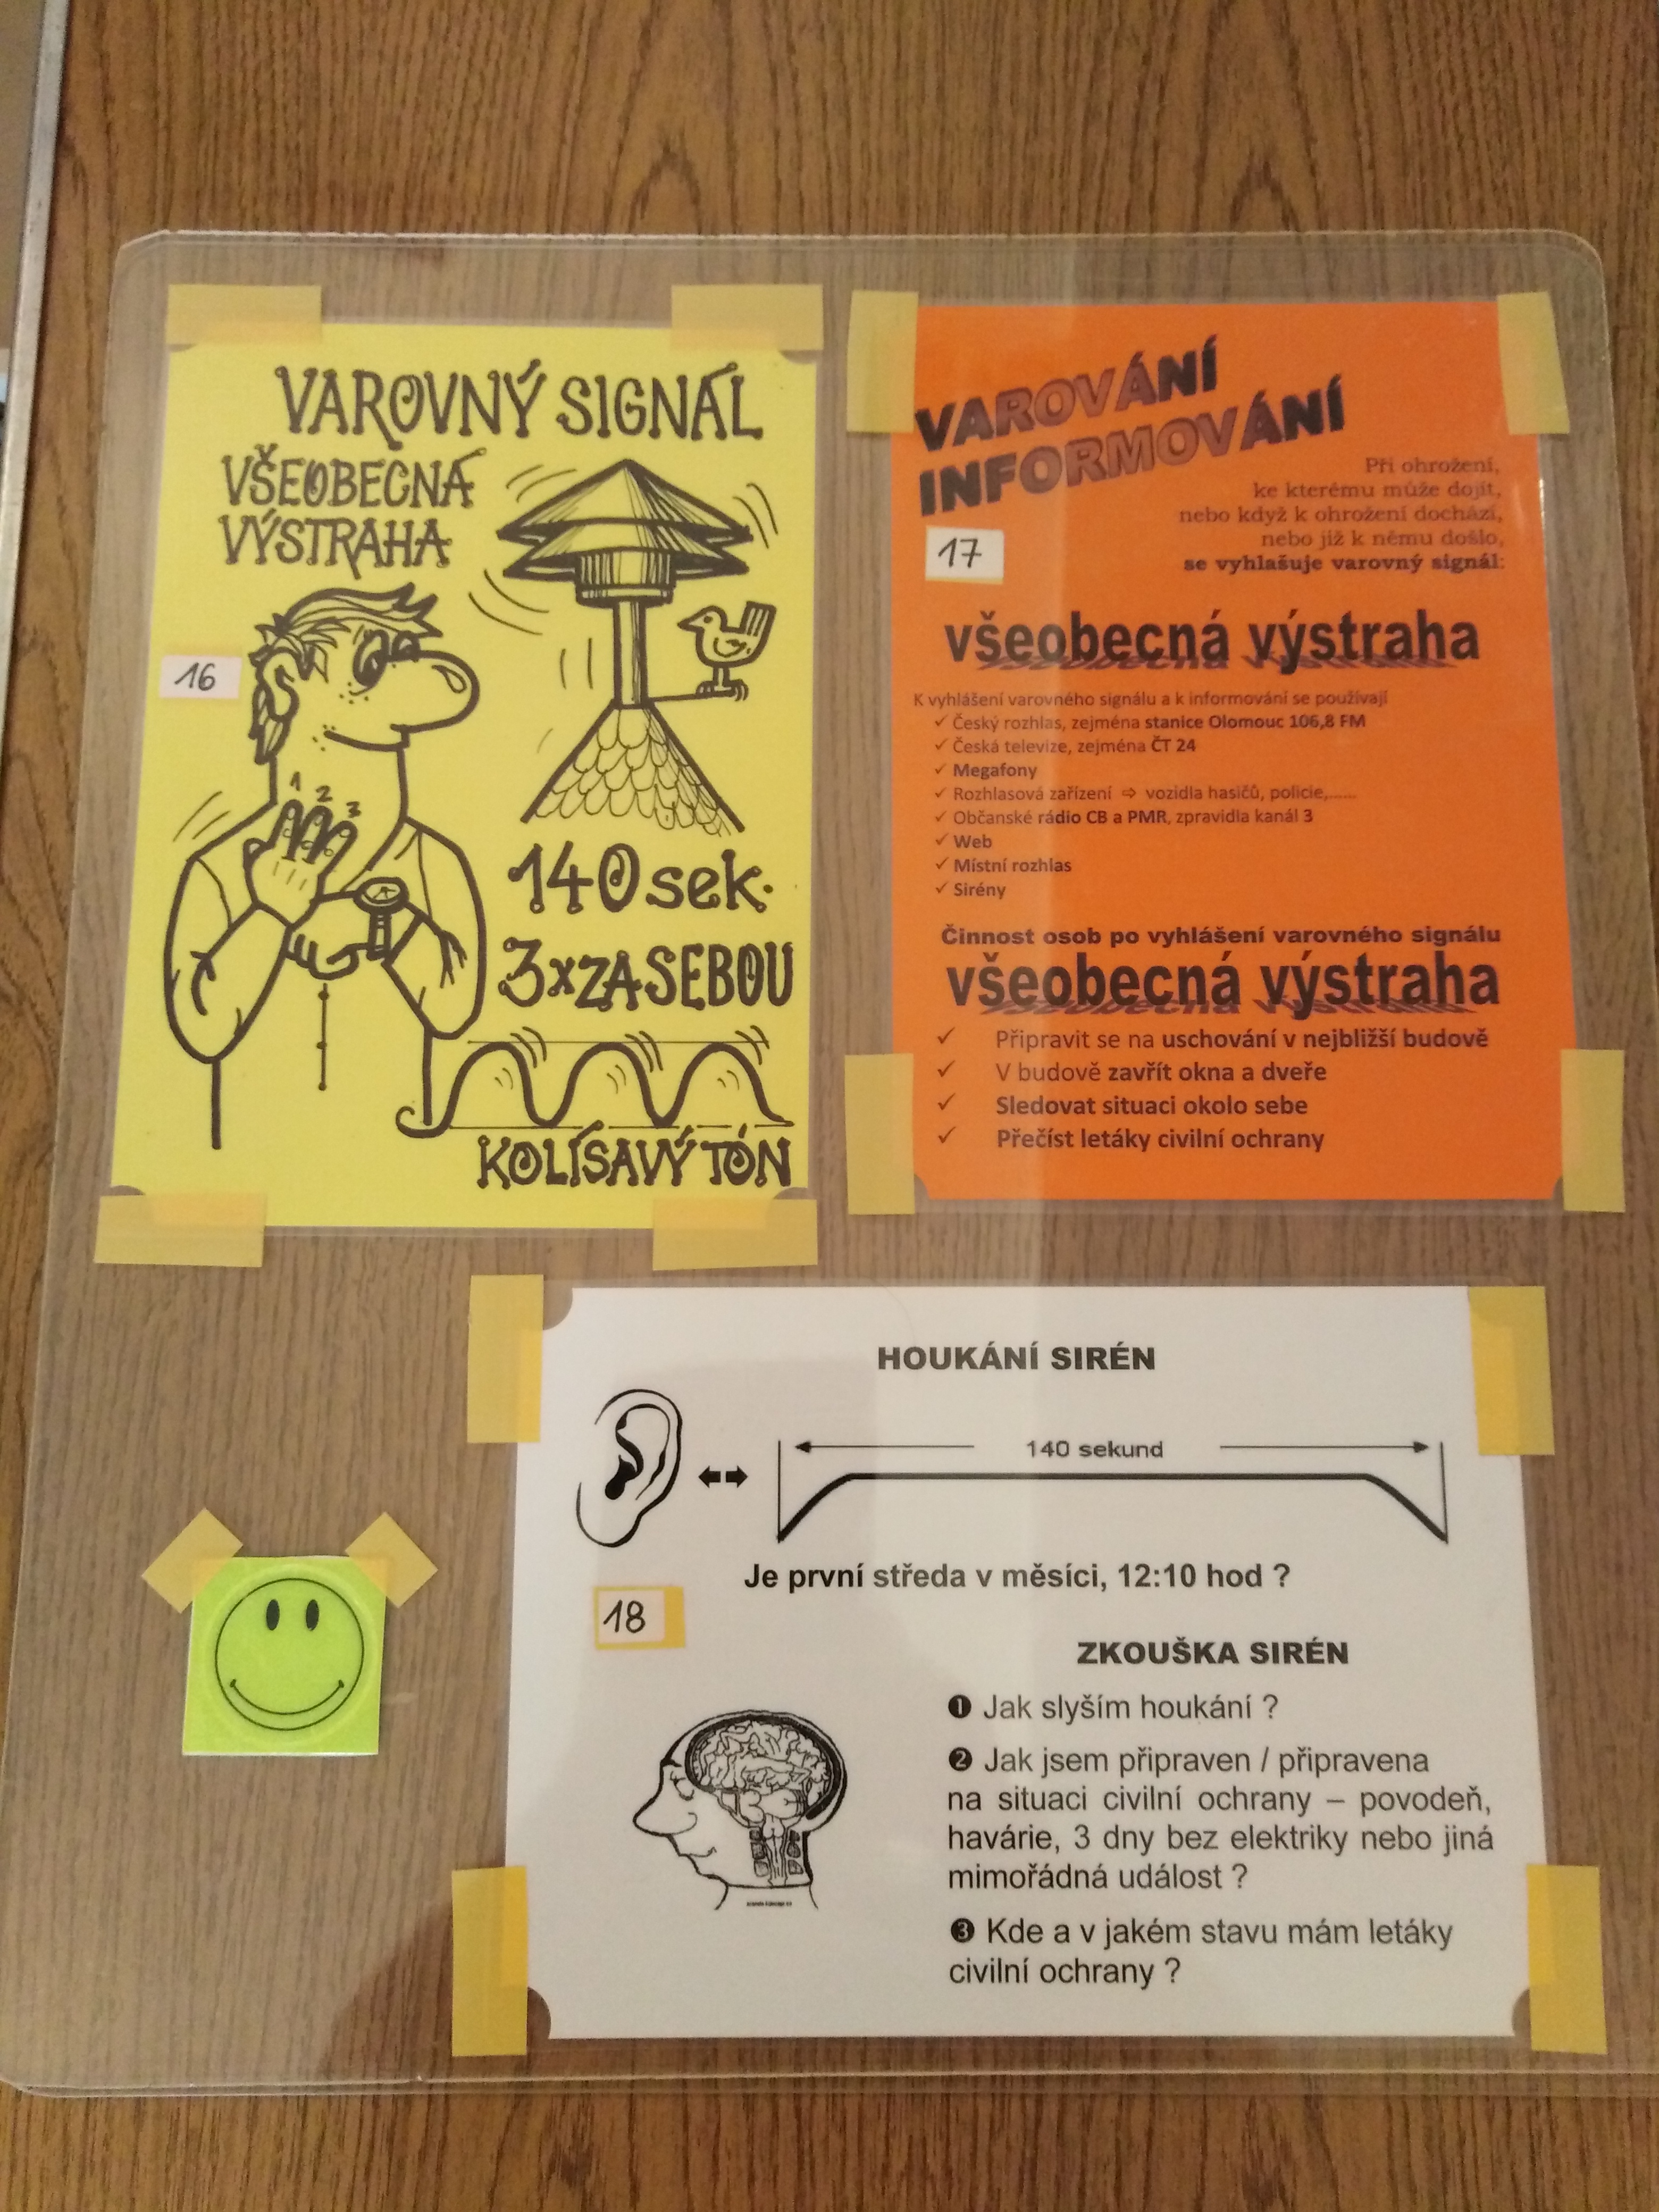 VAROVNÝ SIGNÁL
VŠEOBECNÁ
VÝSTRAHA
16
1 2 3
140 sek.
3x ZA SEBOU
KOLÍSAVÝ TÓN
VAROVÁNÍ
INFORMOVÁNÍ
Při ohrožení,
ke kterému může dojít,
nebo když k ohrožení dochází,
nebo již k němu došlo,
se vyhlašuje varovný signál:
17
všeobecná výstraha
K vyhlášení varovného signálu a k informování se používají
✓ Český rozhlas, zejména stanice Olomouc 106,8 FM
✓ Česká televize, zejména ČT 24
✓ Megafony
✓ Rozhlasová zařízení ⇨ vozidla hasičů, policie,......
✓ Občanské rádio CB a PMR, zpravidla kanál 3
✓ Web
✓ Místní rozhlas
✓ Sirény
Činnost osob po vyhlášení varovného signálu
všeobecná výstraha
✓ Připravit se na uschování v nejbližší budově
✓ V budově zavřít okna a dveře
✓ Sledovat situaci okolo sebe
✓ Přečíst letáky civilní ochrany
HOUKÁNÍ SIRÉN
140 sekund
Je první středa v měsíci, 12:10 hod ?
18
ZKOUŠKA SIRÉN
❶ Jak slyším houkání ?
❷ Jak jsem připraven / připravena
na situaci civilní ochrany – povodeň,
havárie, 3 dny bez elektriky nebo jiná
mimořádná událost ?
❸ Kde a v jakém stavu mám letáky
civilní ochrany ?